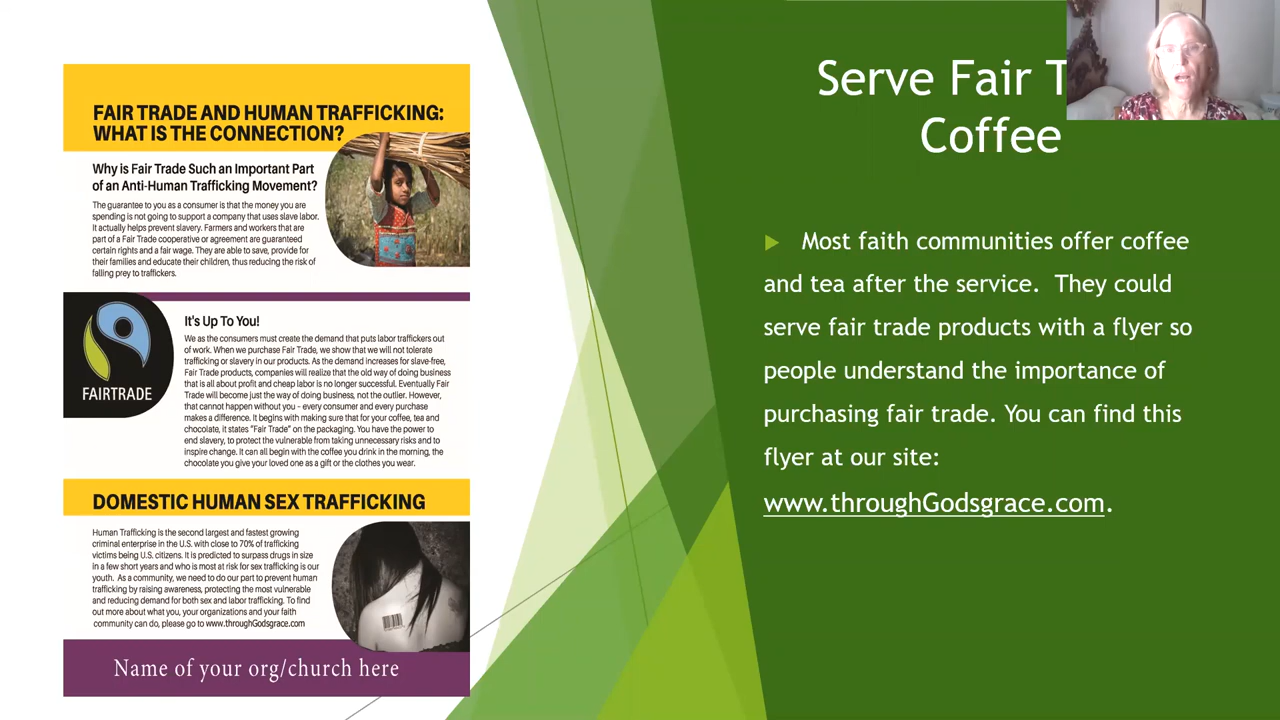 FAIR TRADE AND HUMAN TRAFFICKING:
WHAT IS THE CONNECTION?
Why is Fair Trade Such an Important Part
of an Anti-Human Trafficking Movement?
The guarantee to you as a consumer is that the money you are
spending is not going to support a company that uses slave labor.
It actually helps prevent slavery. Farmers and workers that are
part of a Fair Trade cooperative or agreement are guaranteed
certain rights and a fair wage. They are able to save, provide for
their families and educate their children, thus reducing the risk of
falling prey to traffickers.
FAIRTRADE
It's Up To You!
We as the consumers must create the demand that puts labor traffickers out
of work. When we purchase Fair Trade, we show that we will not tolerate
trafficking or slavery in our products. As the demand increases for slave-free,
Fair Trade products, companies will realize that the old way of doing business
that is all about profit and cheap labor is no longer successful. Eventually Fair
Trade will become just the way of doing business, not the outlier. However,
that cannot happen without you – every consumer and every purchase
makes a difference. It begins with making sure that for your coffee, tea and
chocolate, it states "Fair Trade" on the packaging. You have the power to
end slavery, to protect the vulnerable from taking unnecessary risks and to
inspire change. It can all begin with the coffee you drink in the morning, the
chocolate you give your loved one as a gift or the clothes you wear.
DOMESTIC HUMAN SEX TRAFFICKING
Human Trafficking is the second largest and fastest growing
criminal enterprise in the U.S. with close to 70% of trafficking
victims being U.S. citizens. It is predicted to surpass drugs in size
in a few short years and who is most at risk for sex trafficking is our
youth. As a community, we need to do our part to prevent human
trafficking by raising awareness, protecting the most vulnerable
and reducing demand for both sex and labor trafficking. To find
out more about what you, your organizations and your faith
community can do, please go to www.throughGodsgrace.com
Name of your org/church here
Serve Fair T
Coffee
Most faith communities offer coffee
and tea after the service. They could
serve fair trade products with a flyer so
people understand the importance of
purchasing fair trade. You can find this
flyer at our site:
www.throughGodsgrace.com.